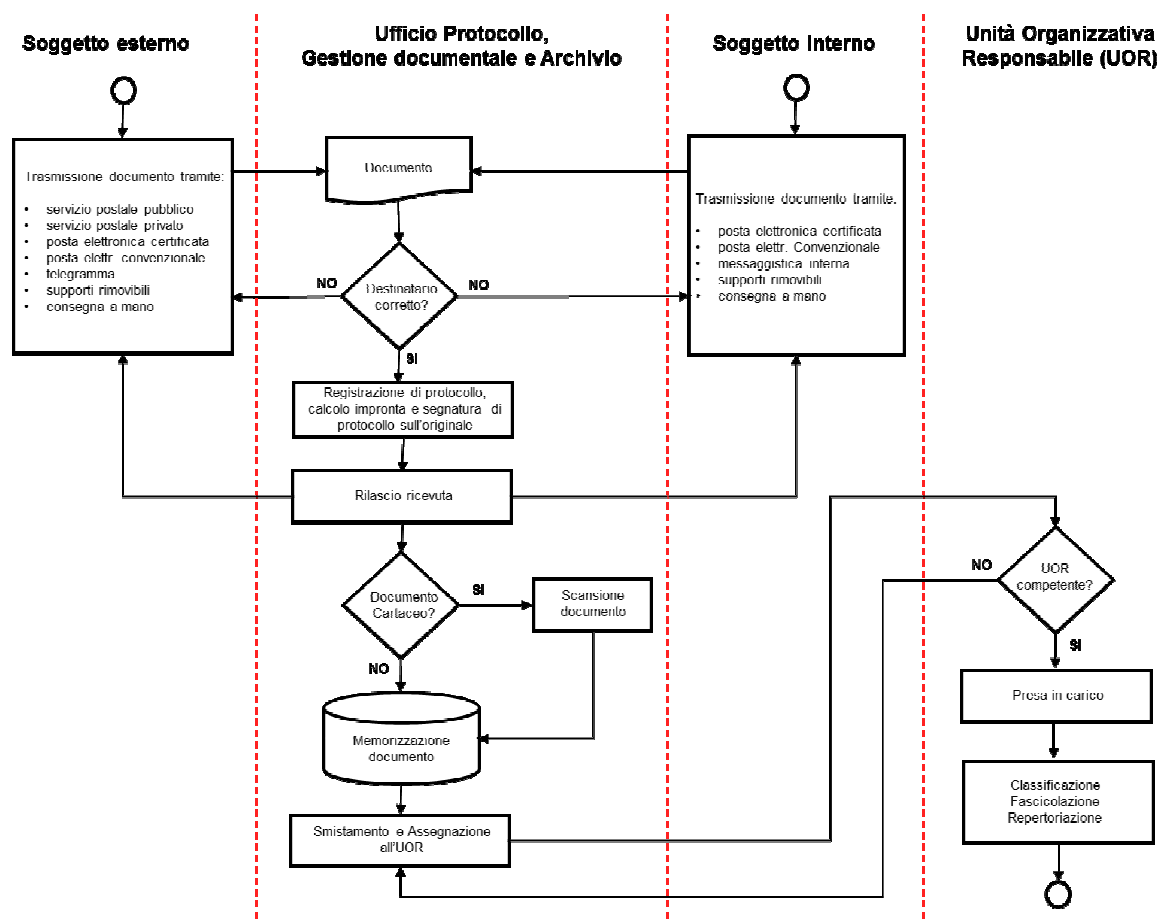 Soggetto esterno
Ufficio Protocollo,
Gestione documentale e Archivio
Soggetto Interno
Unità Organizzativa
Responsabile (UOR)
Trasmissione documento tramite:
• servizio postale pubblico
• servizio postale privato
• posta elettronica certificata
• posta elettr. convenzionale
• telegramma
• supporti rimovibili
• consegna a mano
Documento
Trasmissione documento tramite.
• posta elettronica certificata
• posta elettr. Convenzionale
• messaggistica interna
• supporti rimovibili
• consegna a mano
NO
Destinatario
corretto?
NO
SI
Registrazione di protocollo,
calcolo impronta e segnatura di
protocollo sull'originale
Rilascio ricevuta
Documento
Cartaceo?
SI
Scansione
documento
NO
Memorizzazione
documento
Smistamento e Assegnazione
all'UOR
NO
UOR
competente?
SI
Presa in carico
Classificazione
Fascicolazione
Repertoriazione